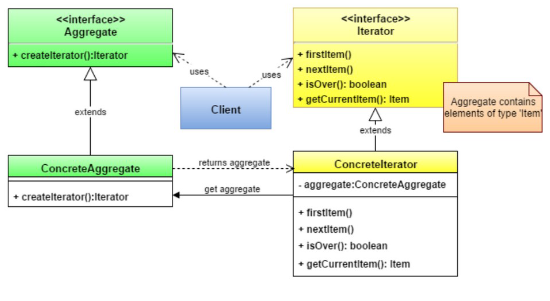 <<interface>>
Aggregate
+ createIterator():Iterator
<<interface>>
Iterator
+ firstItem()
+ nextItem()
+ isOver(): boolean
+ getCurrentItem(): Item
uses
uses
Client
Aggregate contains
elements of type 'Item'
extends
extends
ConcreteAggregate
+ createIterator():Iterator
returns aggregate
get aggregate
ConcreteIterator
- aggregate:ConcreteAggregate
+ firstItem()
+ nextItem()
+ isOver(): boolean
+ getCurrentItem(): Item